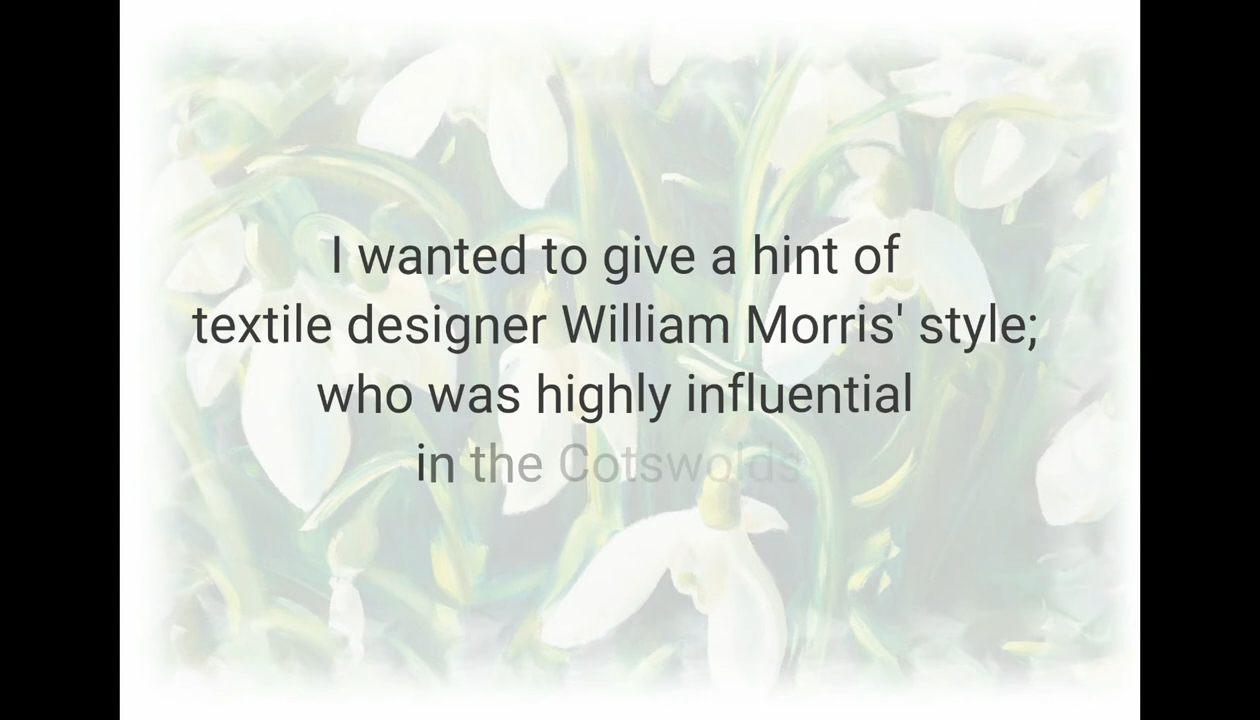 I wanted to give a hint of
textile designer William Morris' style;
who was highly influential
in the Cotswolds